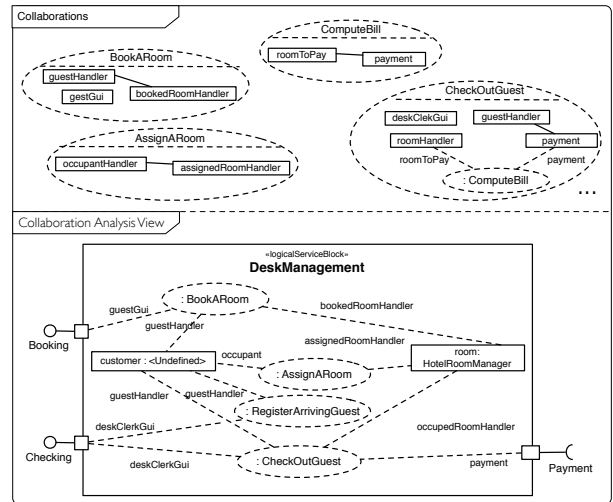 Collaborations
ComputeBill
roomToPay
payment
BookARoom
guestHandler
gestGui
bookedRoomHandler
CheckOutGuest
deskClekGui
guestHandler
roomHandler
payment
roomToPay
payment
: ComputeBill
AssignARoom
occupantHandler
assignedRoomHandler
...
Collaboration Analysis View
«logicalServiceBlock»
DeskManagement
: BookARoom
guestGui
bookedRoomHandler
guestHandler
Booking
assignedRoomHandler
customer : <Undefined>
occupant
room:
HotelRoomManager
: AssignARoom
guestHandler
guestHandler
: RegisterArrivingGuest
deskClerkGui
occupedRoomHandler
Checking
: CheckOutGuest
deskClerkGui
payment
Payment